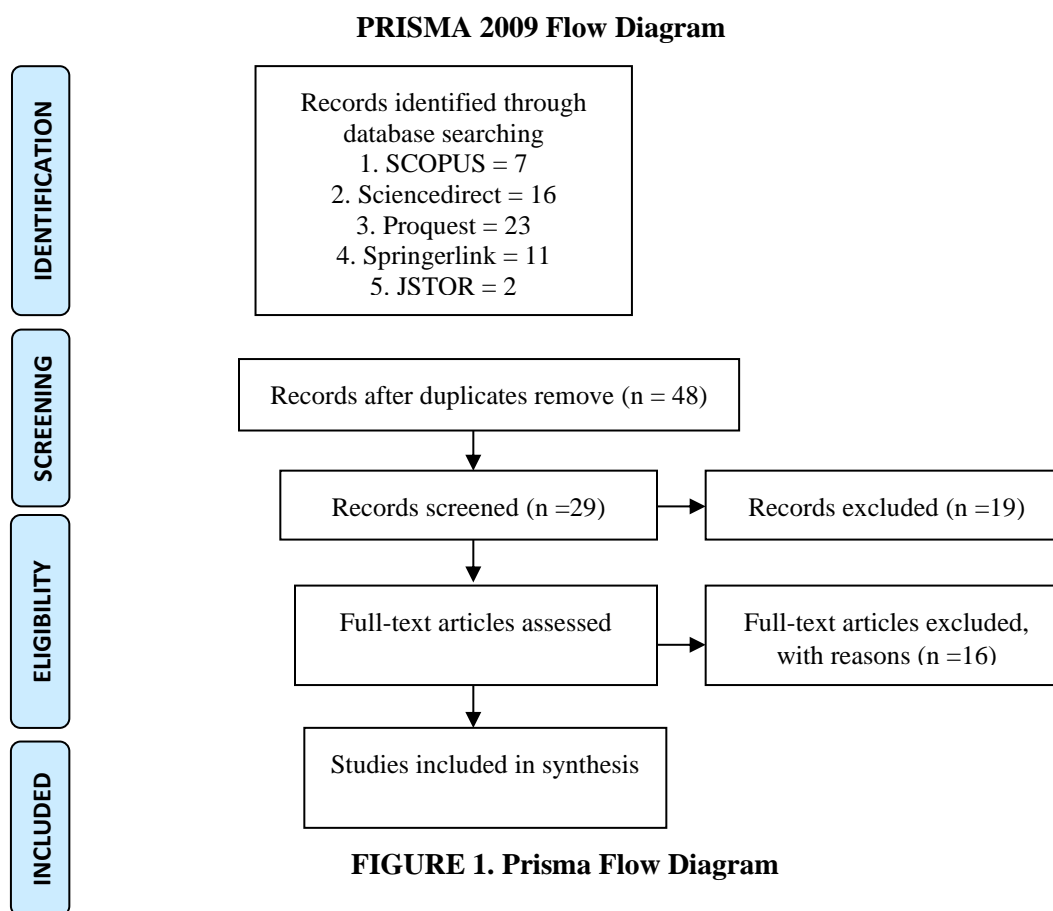 PRISMA 2009 Flow Diagram
IDENTIFICATION
Records identified through
database searching
1. SCOPUS = 7
2. Sciencedirect = 16
3. Proquest = 23
4. Springerlink = 11
5. JSTOR = 2
SCREENING
Records after duplicates remove (n = 48)
Records screened (n =29)
Records excluded (n =19)
ELIGIBILITY
Full-text articles assessed
Full-text articles excluded,
with reasons (n =16)
INCLUDED
Studies included in synthesis
FIGURE 1. Prisma Flow Diagram